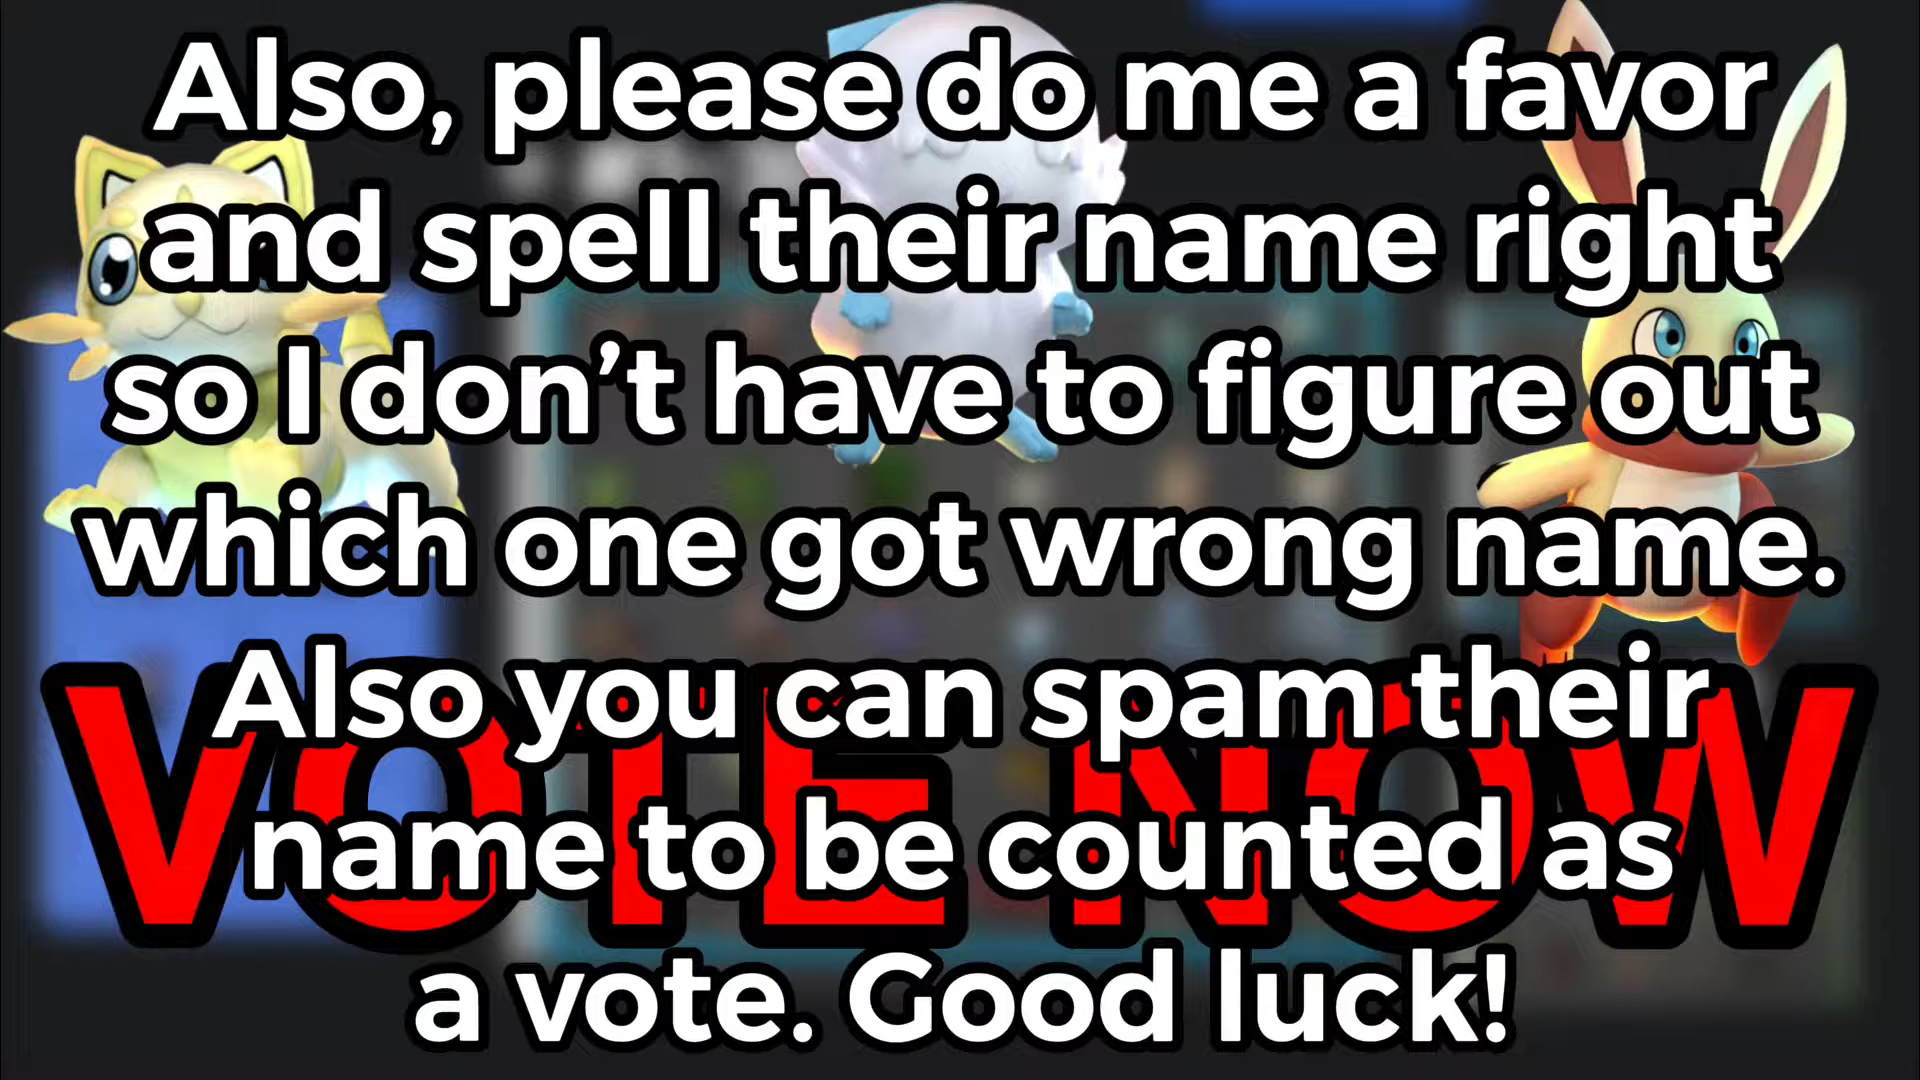 Also, please do me a favor
and spell their name right
so I don't have to figure out
which one got wrong name.
Also you can spam their
name to be counted as
a vote. Good luck!
VOTE NOW